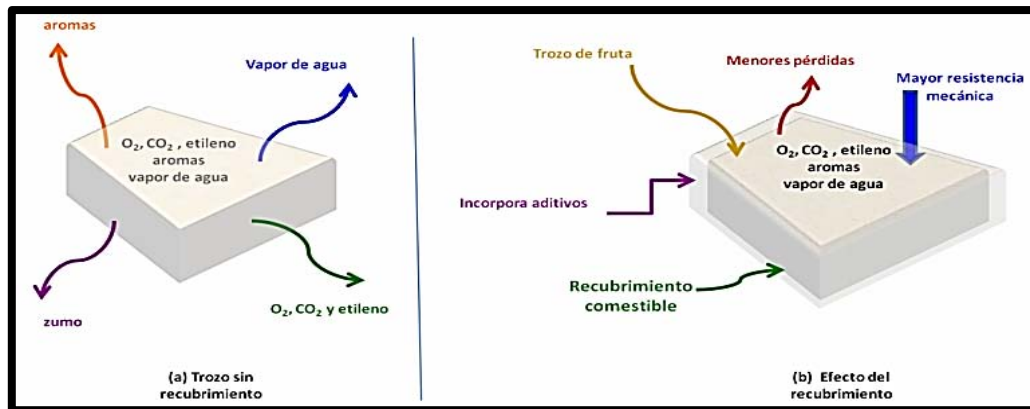 aromas
Vapor de agua
O₂, CO₂ , etileno
aromas
vapor de agua
zumo
O₂, CO₂ y etileno
(a) Trozo sin
recubrimiento
Trozo de fruta
Menores pérdidas
Mayor resistencia
mecánica
O₂, CO₂ , etileno
aromas
vapor de agua
Incorpora aditivos
Recubrimiento
comestible
(b) Efecto del
recubrimiento